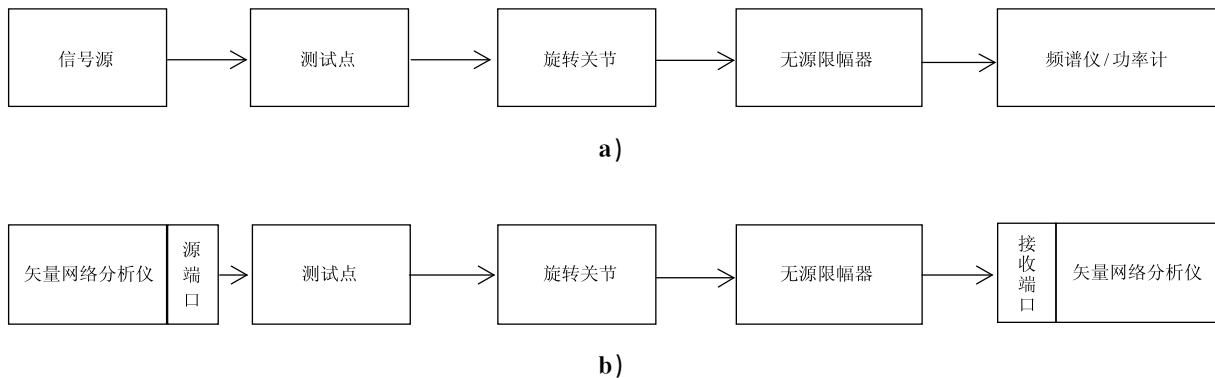 信号源
测试点
旋转关节
无源限幅器
频谱仪/功率计
a)
矢量网络分析仪
源端口
测试点
旋转关节
无源限幅器
接收端口
矢量网络分析仪
b)